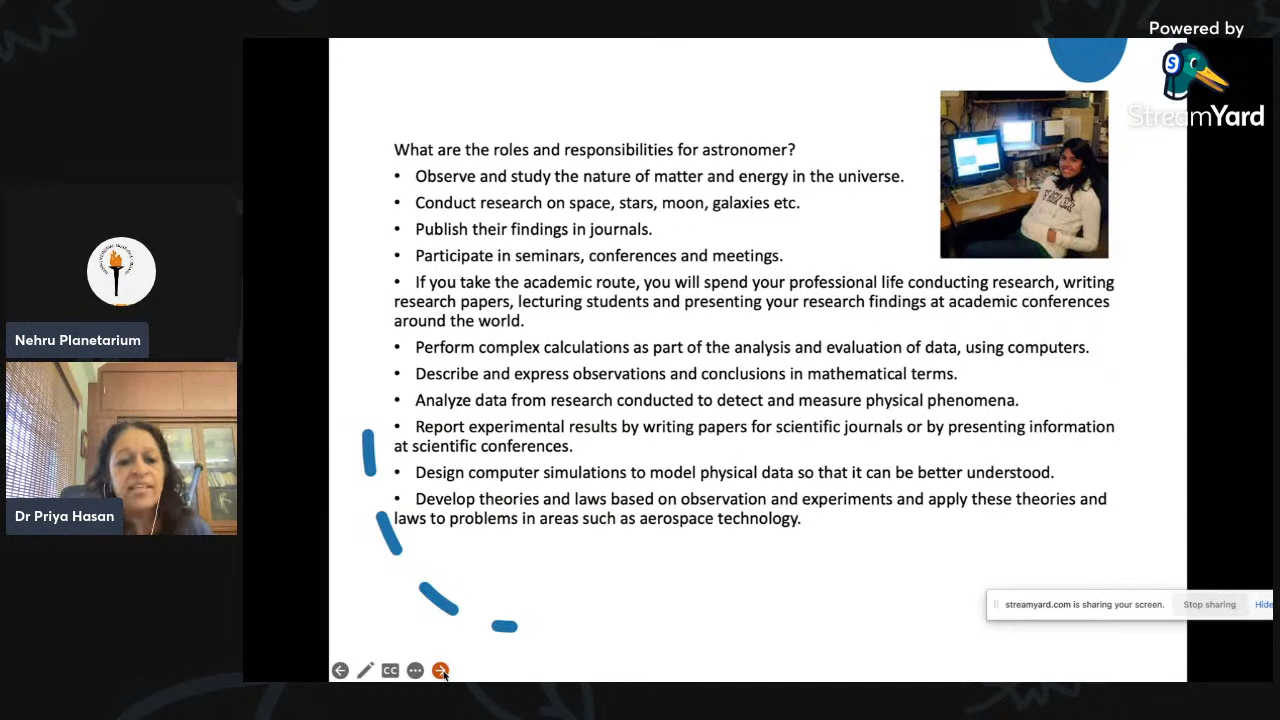 Powered by
S
StreamYard
What are the roles and responsibilities for astronomer?
• Observe and study the nature of matter and energy in the universe.
• Conduct research on space, stars, moon, galaxies etc.
• Publish their findings in journals.
• Participate in seminars, conferences and meetings.
• If you take the academic route, you will spend your professional life conducting research, writing
research papers, lecturing students and presenting your research findings at academic conferences
around the world.
• Perform complex calculations as part of the analysis and evaluation of data, using computers.
• Describe and express observations and conclusions in mathematical terms.
• Analyze data from research conducted to detect and measure physical phenomena.
• Report experimental results by writing papers for scientific journals or by presenting information
at scientific conferences.
• Design computer simulations to model physical data so that it can be better understood.
• Develop theories and laws based on observation and experiments and apply these theories and
laws to problems in areas such as aerospace technology.
Nehru Planetarium
Dr Priya Hasan
streamyard.com is sharing your screen.
Stop sharing
Hide
CC